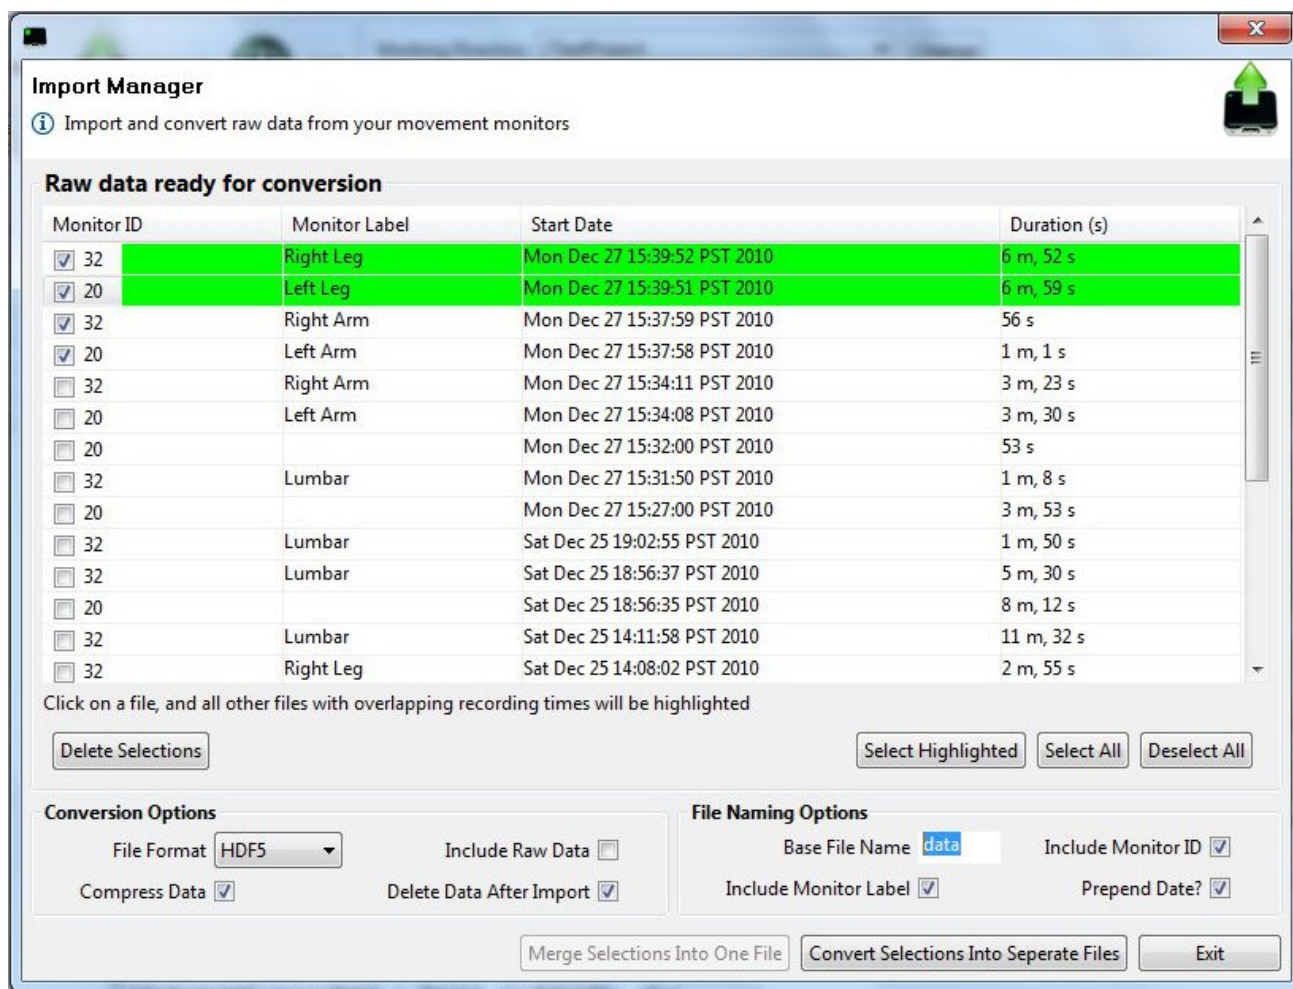 Working Directory /TestProject Change
Import Manager
Import and convert raw data from your movement monitors
Raw data ready for conversion
Monitor ID Monitor Label Start Date Duration (s)
32 Right Leg Mon Dec 27 15:39:52 PST 2010 6 m, 52 s
20 Left Leg Mon Dec 27 15:39:51 PST 2010 6 m, 59 s
32 Right Arm Mon Dec 27 15:37:59 PST 2010 56 s
20 Left Arm Mon Dec 27 15:37:58 PST 2010 1 m, 1 s
32 Right Arm Mon Dec 27 15:34:11 PST 2010 3 m, 23 s
20 Left Arm Mon Dec 27 15:34:08 PST 2010 3 m, 30 s
20 Mon Dec 27 15:32:00 PST 2010 53 s
32 Lumbar Mon Dec 27 15:31:50 PST 2010 1 m, 8 s
20 Mon Dec 27 15:27:00 PST 2010 3 m, 53 s
32 Lumbar Sat Dec 25 19:02:55 PST 2010 1 m, 50 s
32 Lumbar Sat Dec 25 18:56:37 PST 2010 5 m, 30 s
20 Sat Dec 25 18:56:35 PST 2010 8 m, 12 s
32 Lumbar Sat Dec 25 14:11:58 PST 2010 11 m, 32 s
32 Right Leg Sat Dec 25 14:08:02 PST 2010 2 m, 55 s
Click on a file, and all other files with overlapping recording times will be highlighted
Delete Selections Select Highlighted Select All Deselect All
Conversion Options File Naming Options
File Format HDF5 Include Raw Data Base File Name data Include Monitor ID
Compress Data Delete Data After Import Include Monitor Label Prepend Date?
Merge Selections Into One File Convert Selections Into Seperate Files Exit